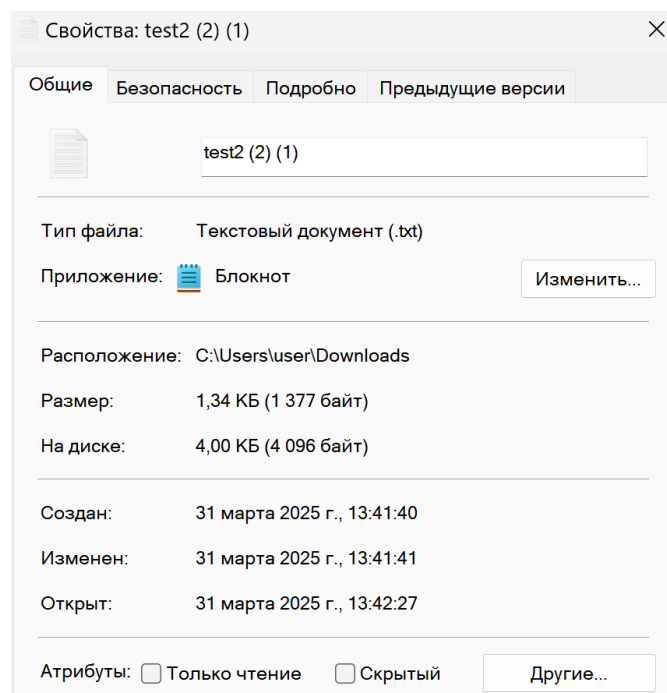 Свойства: test2 (2) (1)
Общие Безопасность Подробно Предыдущие версии
test2 (2) (1)
Тип файла: Текстовый документ (.txt)
Приложение: Блокнот Изменить...
Расположение: C:\Users\user\Downloads
Размер: 1,34 КБ (1 377 байт)
На диске: 4,00 КБ (4 096 байт)
Создан: 31 марта 2025 г., 13:41:40
Изменен: 31 марта 2025 г., 13:41:41
Открыт: 31 марта 2025 г., 13:42:27
Атрибуты: Только чтение Скрытый Другие...